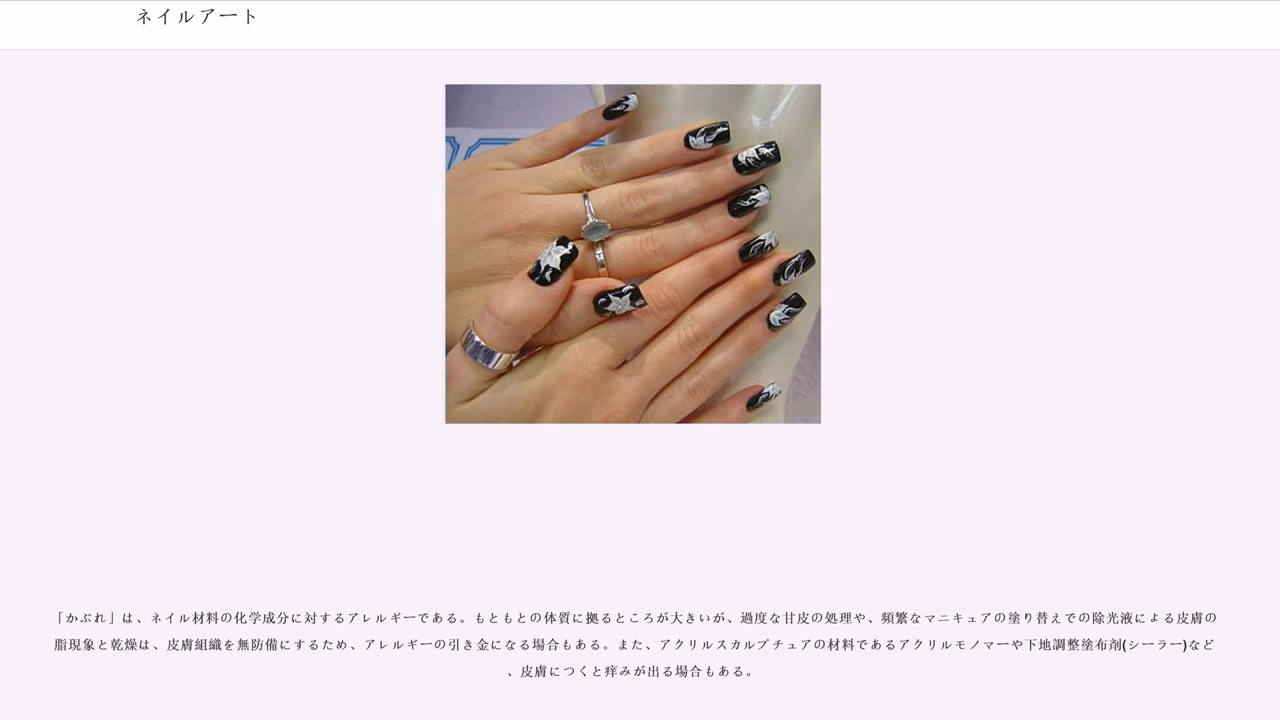 ネイルアート
「かぶれ」は、ネイル材料の化学成分に対するアレルギーである。もともとの体質に拠るところが大きいが、過度な甘皮の処理や、頻繁なマニキュアの塗り替えでの除光液による皮膚の
脂現象と乾燥は、皮膚組織を無防備にするため、アレルギーの引き金になる場合もある。また、アクリルスカルプチュアの材料であるアクリルモノマーや下地調整塗布剤(シーラー)など
、皮膚につくと痒みが出る場合もある。